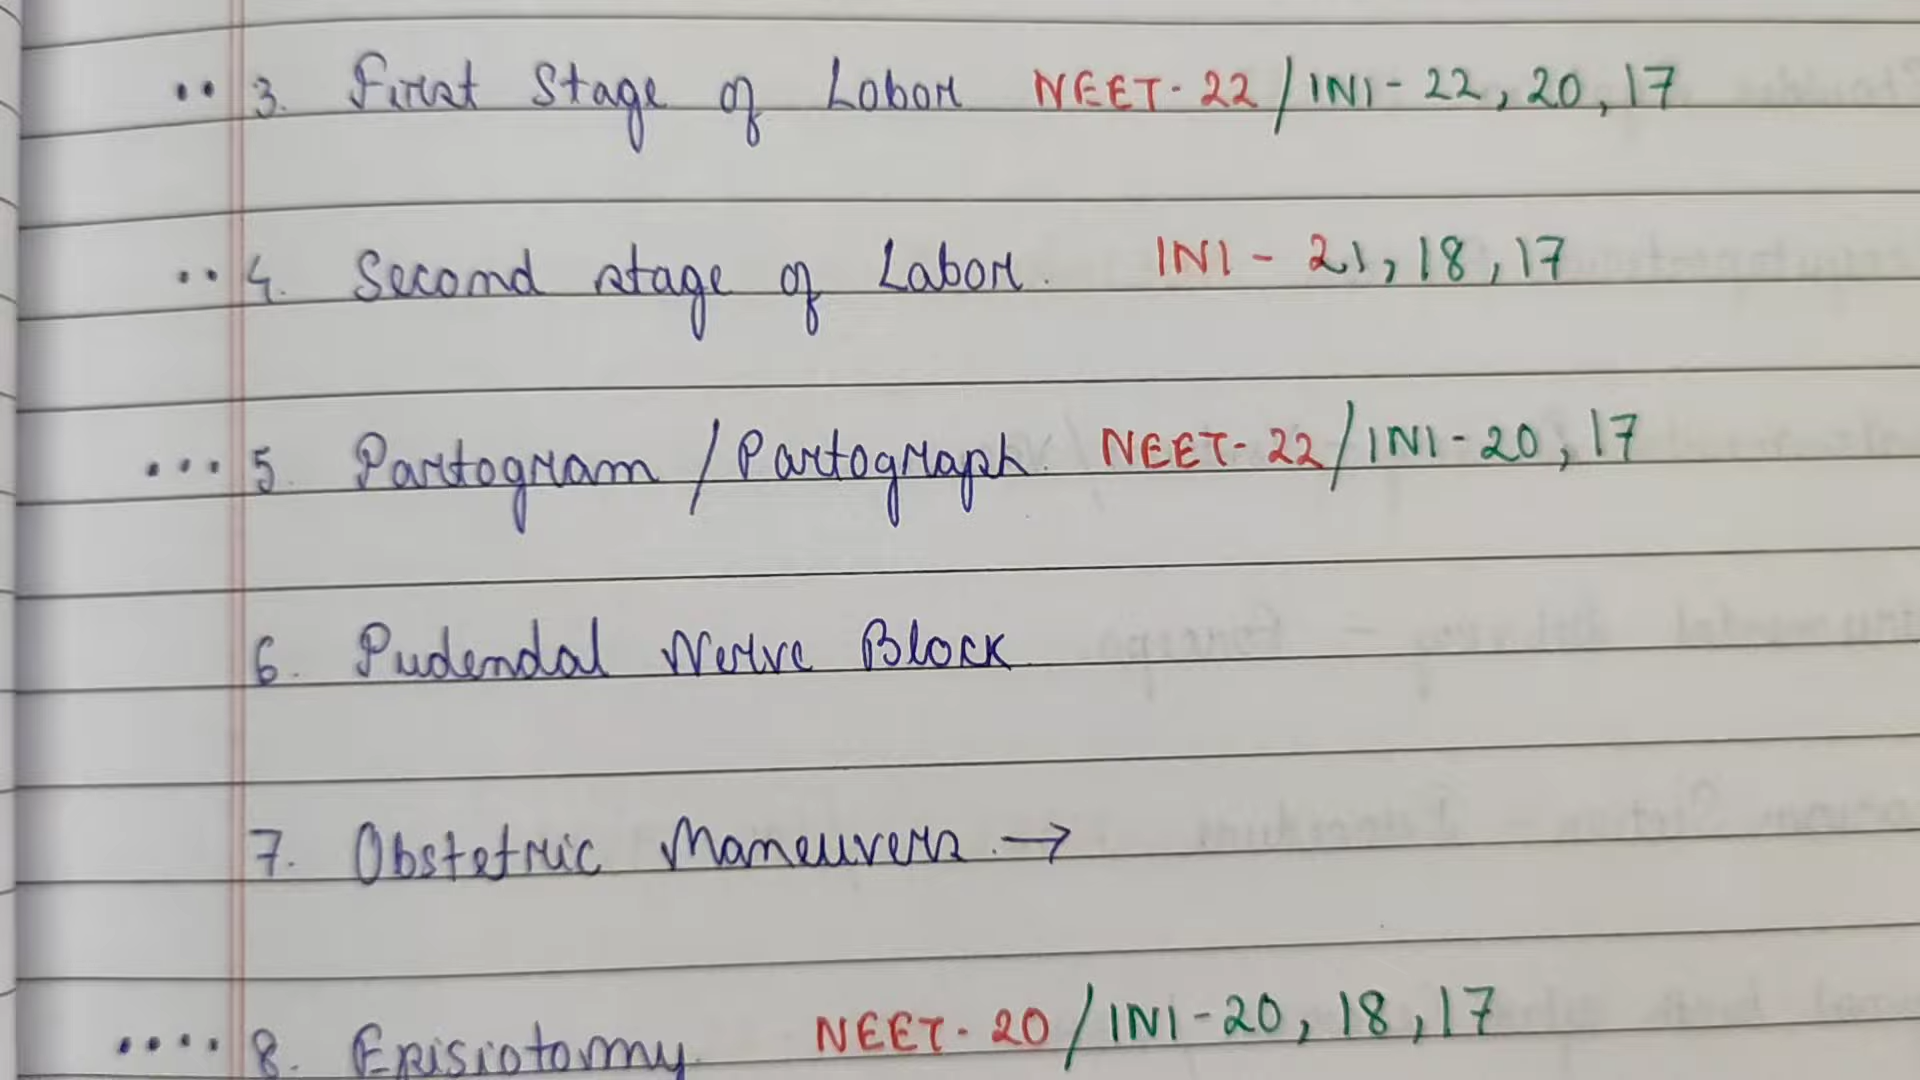 •• 3. First Stage of Labor NEET-22/INI-22, 20, 17
•• 4. Second stage of Labor. INI-21, 18, 17
••• 5. Partogram/Partograph. NEET-22/INI-20, 17
6. Pudendal Nerve Block
7. Obstetric Maneuvers. →
•••• 8. Episiotomy. NEET-20/INI-20, 18, 17